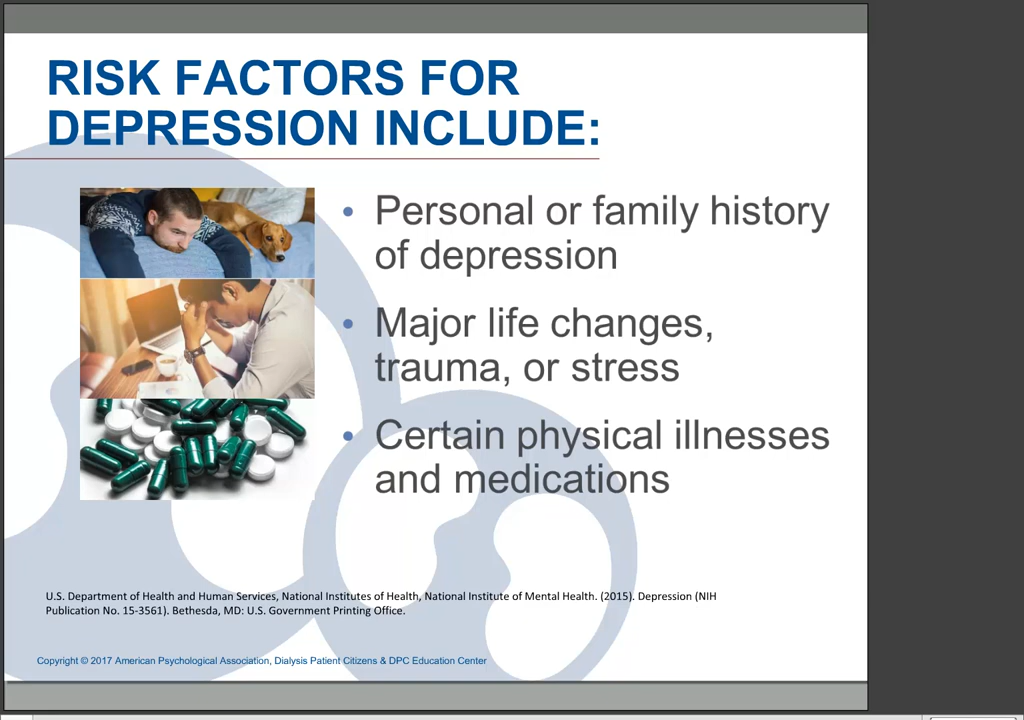 RISK FACTORS FOR
DEPRESSION INCLUDE:
• Personal or family history
of depression
• Major life changes,
trauma, or stress
• Certain physical illnesses
and medications
U.S. Department of Health and Human Services, National Institutes of Health, National Institute of Mental Health. (2015). Depression (NIH
Publication No. 15-3561). Bethesda, MD: U.S. Government Printing Office.
Copyright © 2017 American Psychological Association, Dialysis Patient Citizens & DPC Education Center